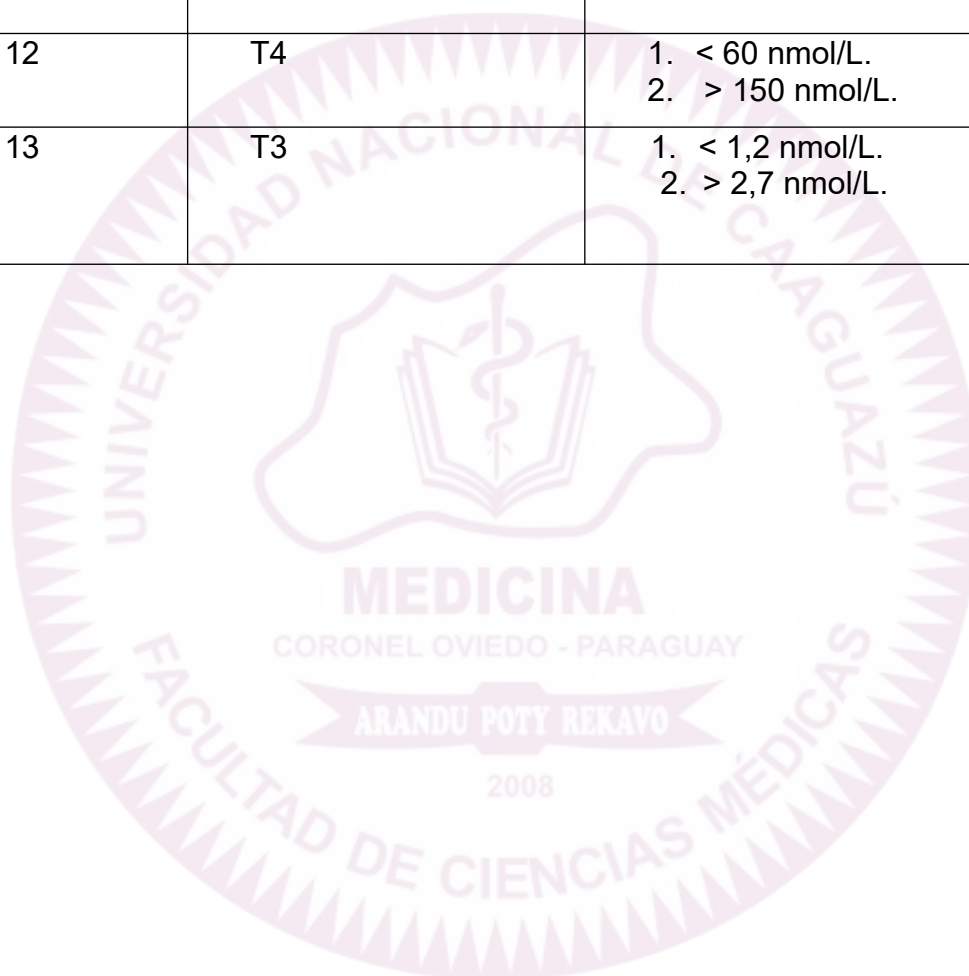 12 T4 1. < 60 nmol/L.
2. > 150 nmol/L.
13 T3 1. < 1,2 nmol/L.
2. > 2,7 nmol/L.
UNIVERSIDAD NACIONAL DE CAAGUAZÚ
MEDICINA
CORONEL OVIEDO - PARAGUAY
ARANDU POTY REKAVO
2008
FACULTAD DE CIENCIAS MÉDICAS